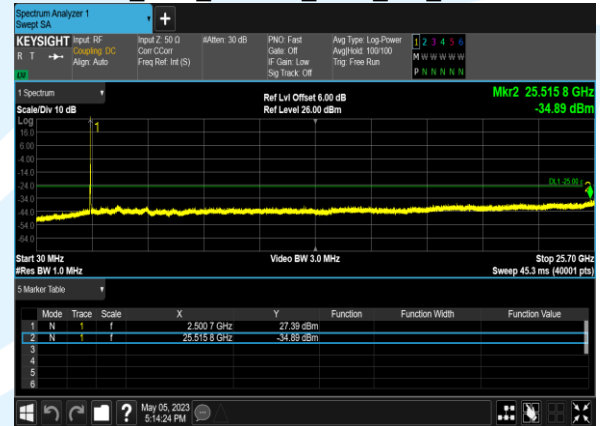 Spectrum Analyzer 1
Swept SA
+
KEYSIGHT
R T
LV
Input: RF
Coupling: DC
Align: Auto
Input Z: 50 Ω
Corr CCorr
Freq Ref: Int (S)
#Atten: 30 dB
PNO: Fast
Gate: Off
IF Gain: Low
Sig Track: Off
Avg Type: Log-Power
Avg|Hold: 100/100
Trig: Free Run
1 2 3 4 5 6
M W W W W W
P N N N N N
1 Spectrum
Scale/Div 10 dB
Ref Lvl Offset 6.00 dB
Ref Level 26.00 dBm
Mkr2 25.515 8 GHz
-34.89 dBm
Log
16.0
6.00
-4.00
-14.0
-24.0
-34.0
-44.0
-54.0
-64.0
1
2
Start 30 MHz
#Res BW 1.0 MHz
Video BW 3.0 MHz
Stop 25.70 GHz
Sweep 45.3 ms (40001 pts)
5 Marker Table
Mode Trace Scale X Y Function Function Width Function Value
1 N 1 f 2.500 7 GHz 27.39 dBm
2 N 1 f 25.515 8 GHz -34.89 dBm
3
4
5
6
?
May 05, 2023
5:14:24 PM